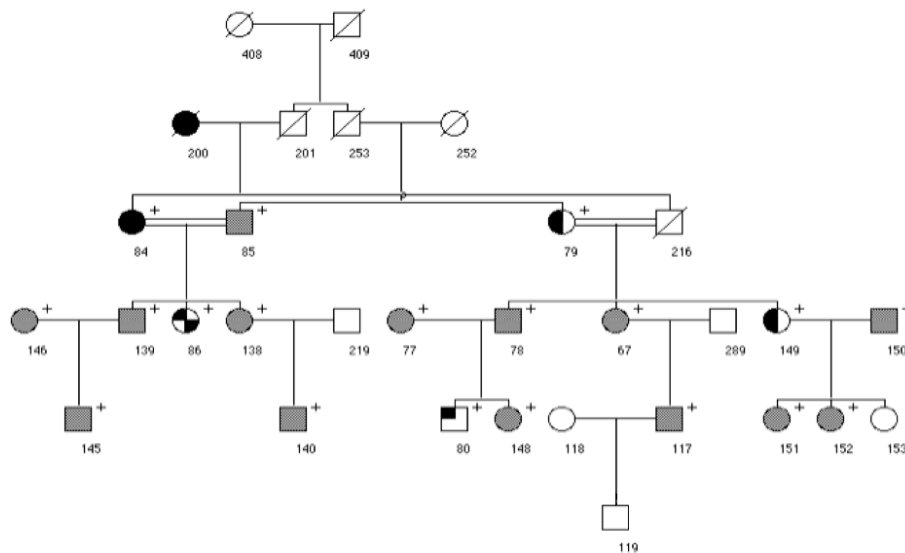 408 409
200 201 253 252
+ + +
84 85 79 216
+ + + + + + + +
146 139 86 138 219 77 78 67 289 149 150
+ + + + + + +
145 140 80 148 118 117 151 152 153
119